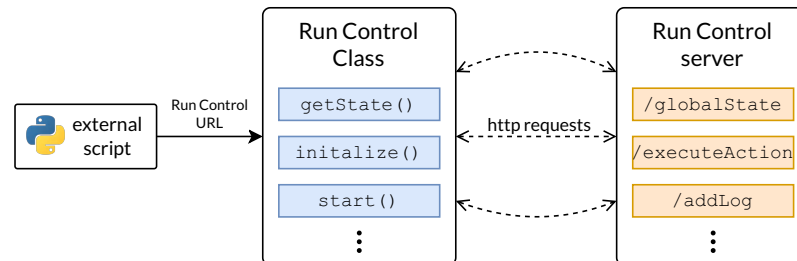 external
script
Run Control
URL
Run Control
Class
getState()
initalize()
start()
http requests
Run Control
server
/globalState
/executeAction
/addLog